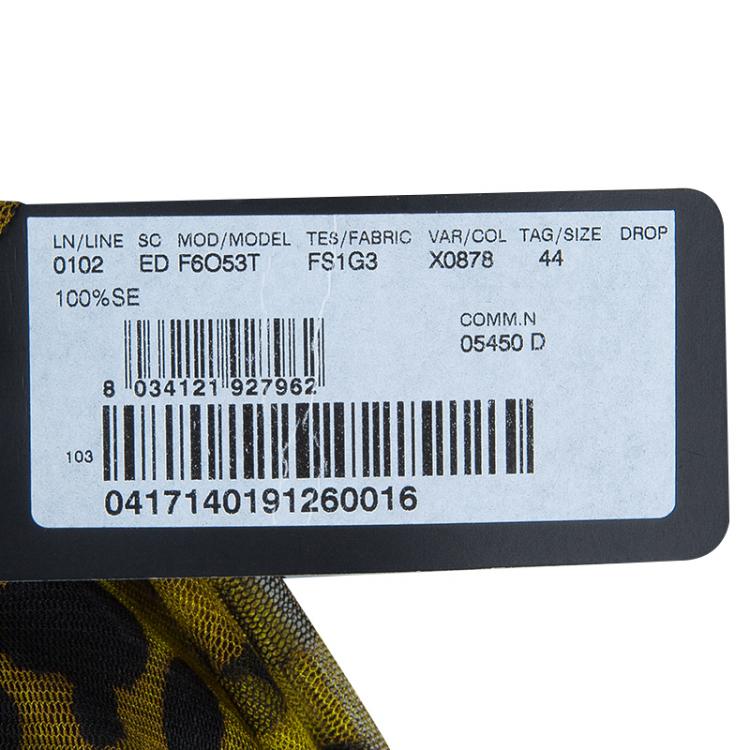 LN/LINE SC MOD/MODEL TES/FABRIC VAR/COL TAG/SIZE DROP
0102 ED F6O53T FS1G3 X0878 44
100%SE
COMM.N
05450 D
8 034121 927962
103
0417140191260016